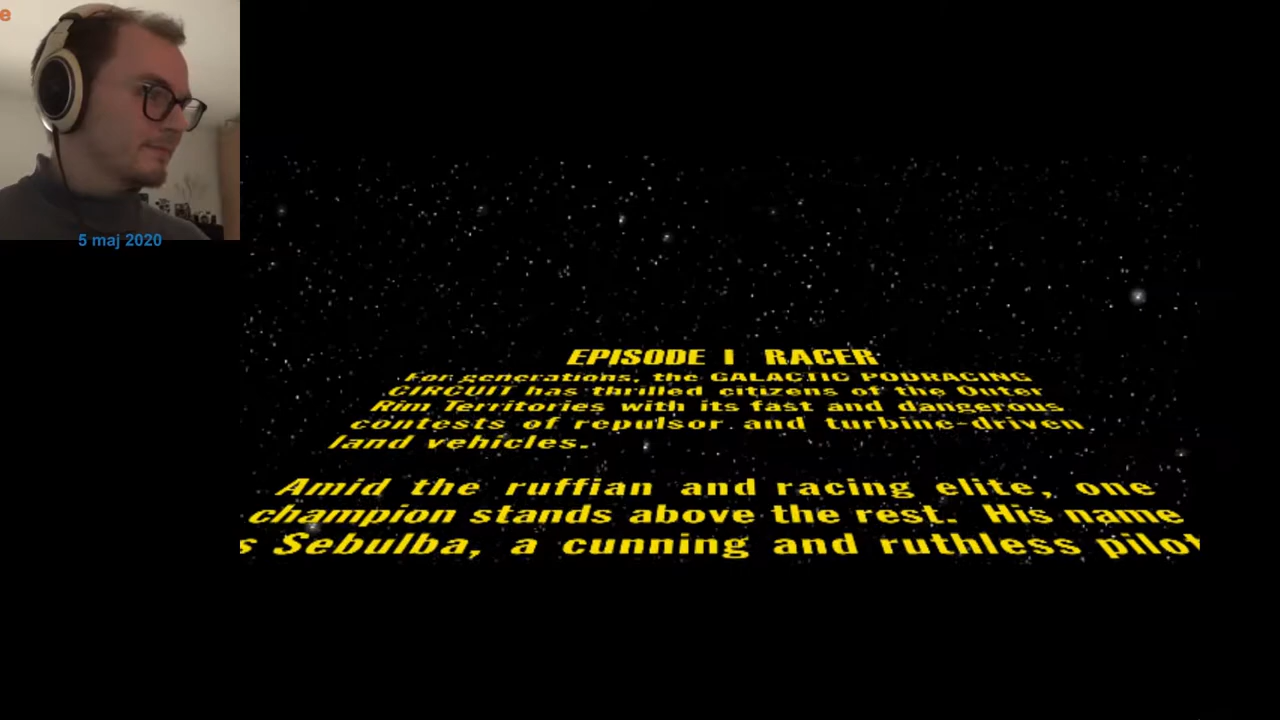 e
5 maj 2020
EPISODE I RACER
For generations, the GALACTIC PODRACING
CIRCUIT has thrilled citizens of the Outer
Rim Territories with its fast and dangerous
contests of repulsor and turbine-driven
land vehicles.
Amid the ruffian and racing elite, one
champion stands above the rest. His name
s Sebulba, a cunning and ruthless pilot